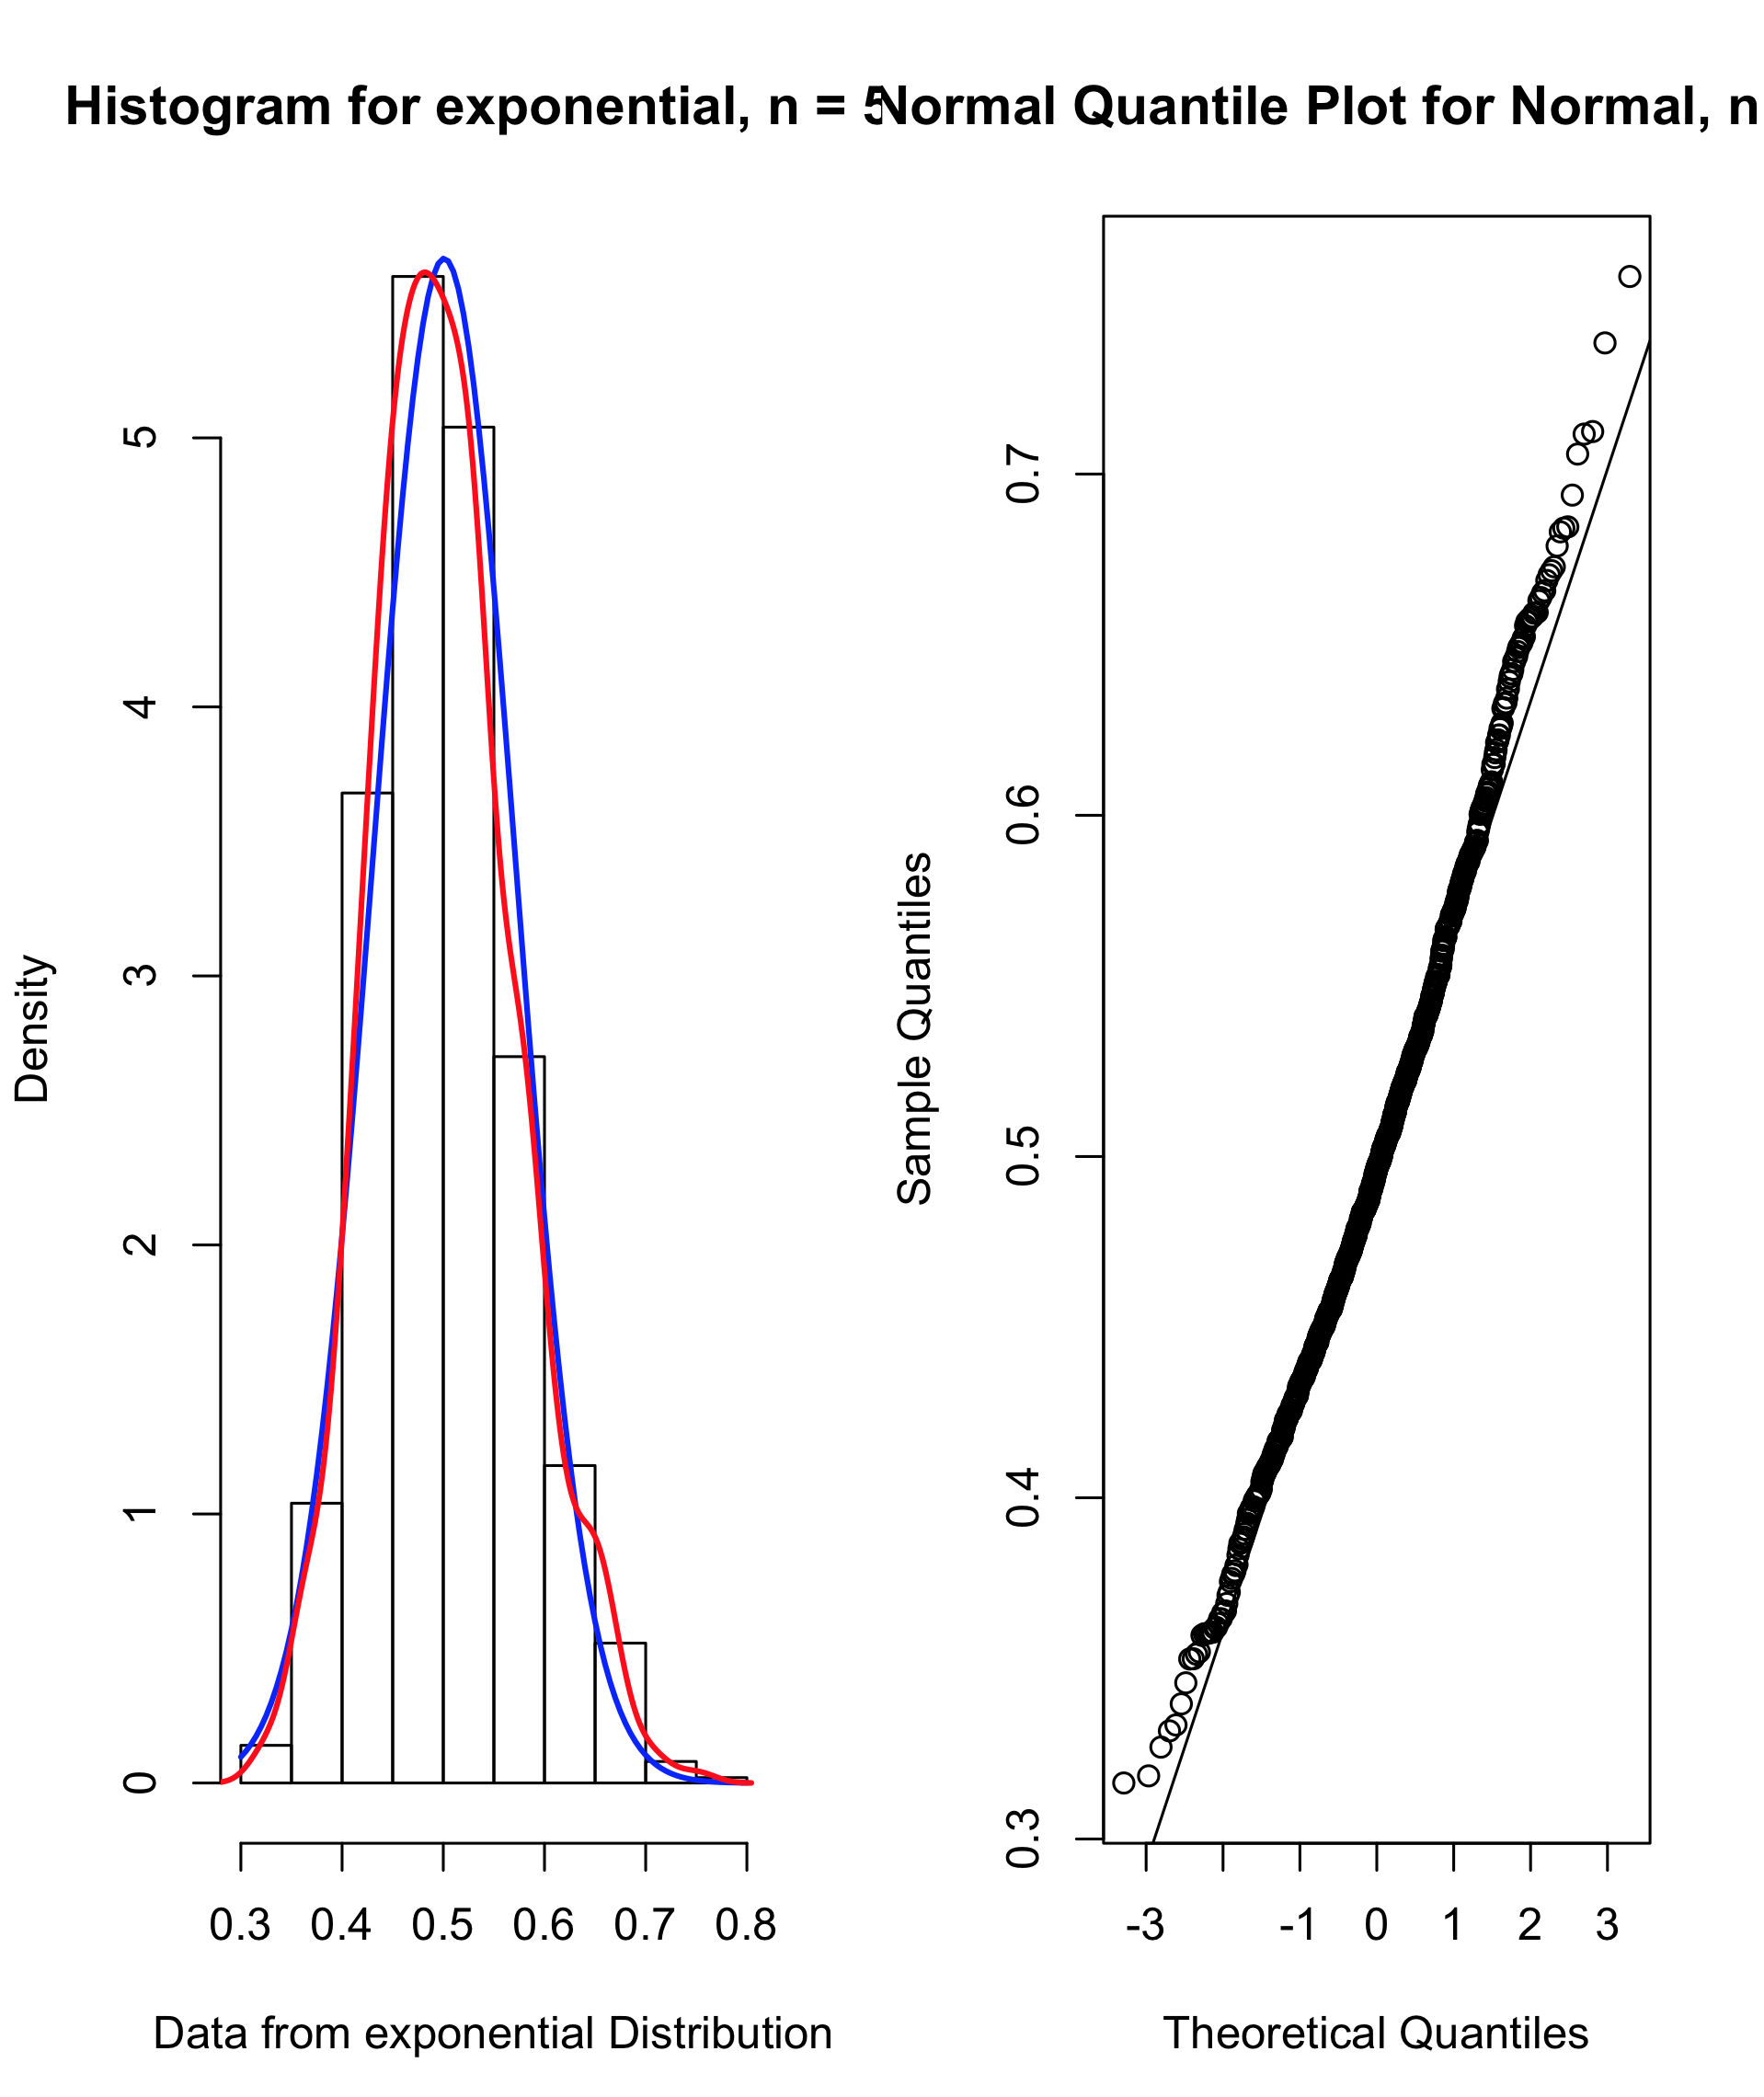 Histogram for exponential, n = 5
Normal Quantile Plot for Normal, n
Density
0
1
2
3
4
5
0.3 0.4 0.5 0.6 0.7 0.8
Data from exponential Distribution
Sample Quantiles
0.3
0.4
0.5
0.6
0.7
-3 -1 0 1 2 3
Theoretical Quantiles